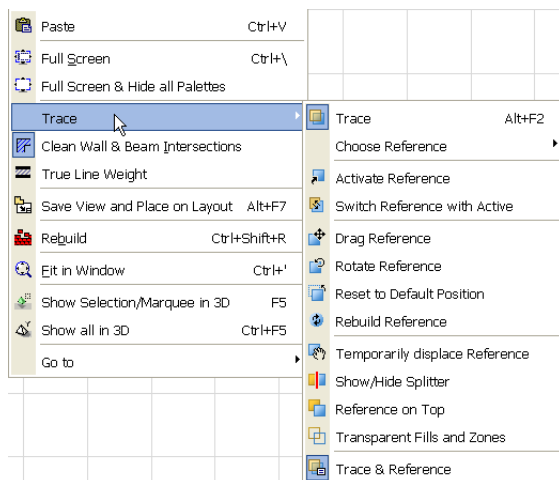 Paste Ctrl+V
Full Screen Ctrl+\
Full Screen & Hide all Palettes
Trace
Clean Wall & Beam Intersections
True Line Weight
Save View and Place on Layout Alt+F7
Rebuild Ctrl+Shift+R
Fit in Window Ctrl+'
Show Selection/Marquee in 3D F5
Show all in 3D Ctrl+F5
Go to
Trace Alt+F2
Choose Reference
Activate Reference
Switch Reference with Active
Drag Reference
Rotate Reference
Reset to Default Position
Rebuild Reference
Temporarily displace Reference
Show/Hide Splitter
Reference on Top
Transparent Fills and Zones
Trace & Reference